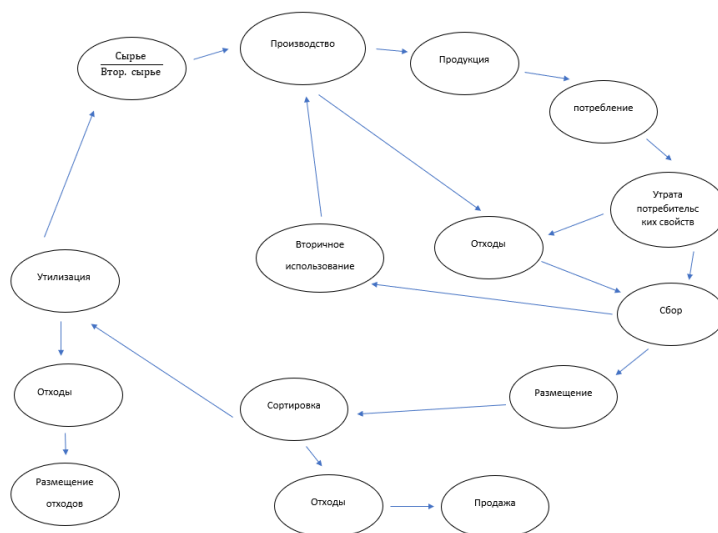 Сырье
Втор. сырье
Производство
Продукция
потребление
Утрата
потребительс
ких свойств
Вторичное
использование
Отходы
Утилизация
Сбор
Отходы
Сортировка
Размещение
Размещение
отходов
Отходы
Продажа